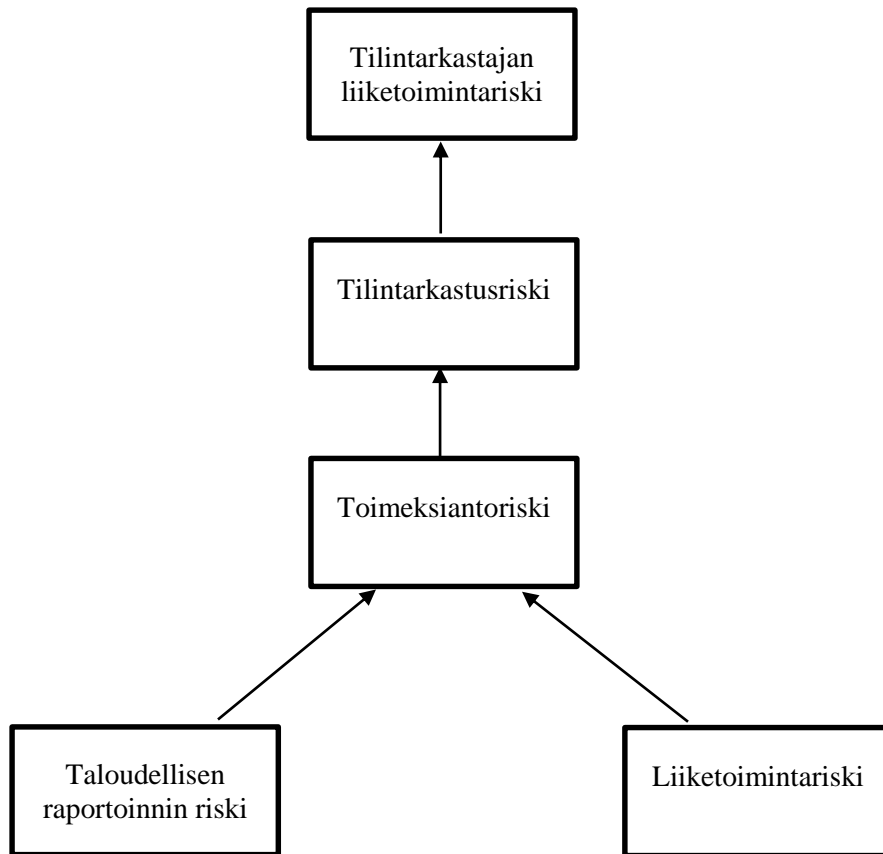 Tilintarkastajan
liiketoimintariski
Tilintarkastusriski
Toimeksiantoriski
Taloudellisen
raportoinnin riski
Liiketoimintariski